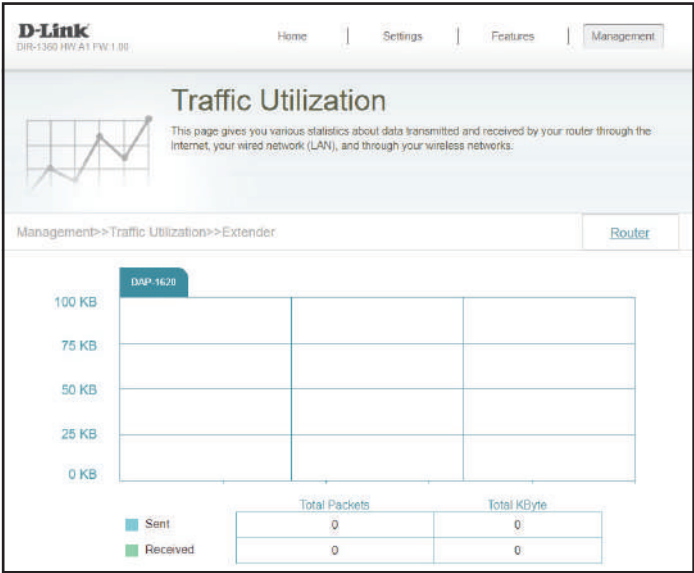 D-Link
DIR-1360 HW:A1 FW:1.00
Home | Settings | Features | Management
Traffic Utilization
This page gives you various statistics about data transmitted and received by your router through the
Internet, your wired network (LAN), and through your wireless networks.
Management>>Traffic Utilization>>Extender
Router
DAP-1620
100 KB
75 KB
50 KB
25 KB
0 KB
Total Packets Total KByte
Sent 0 0
Received 0 0